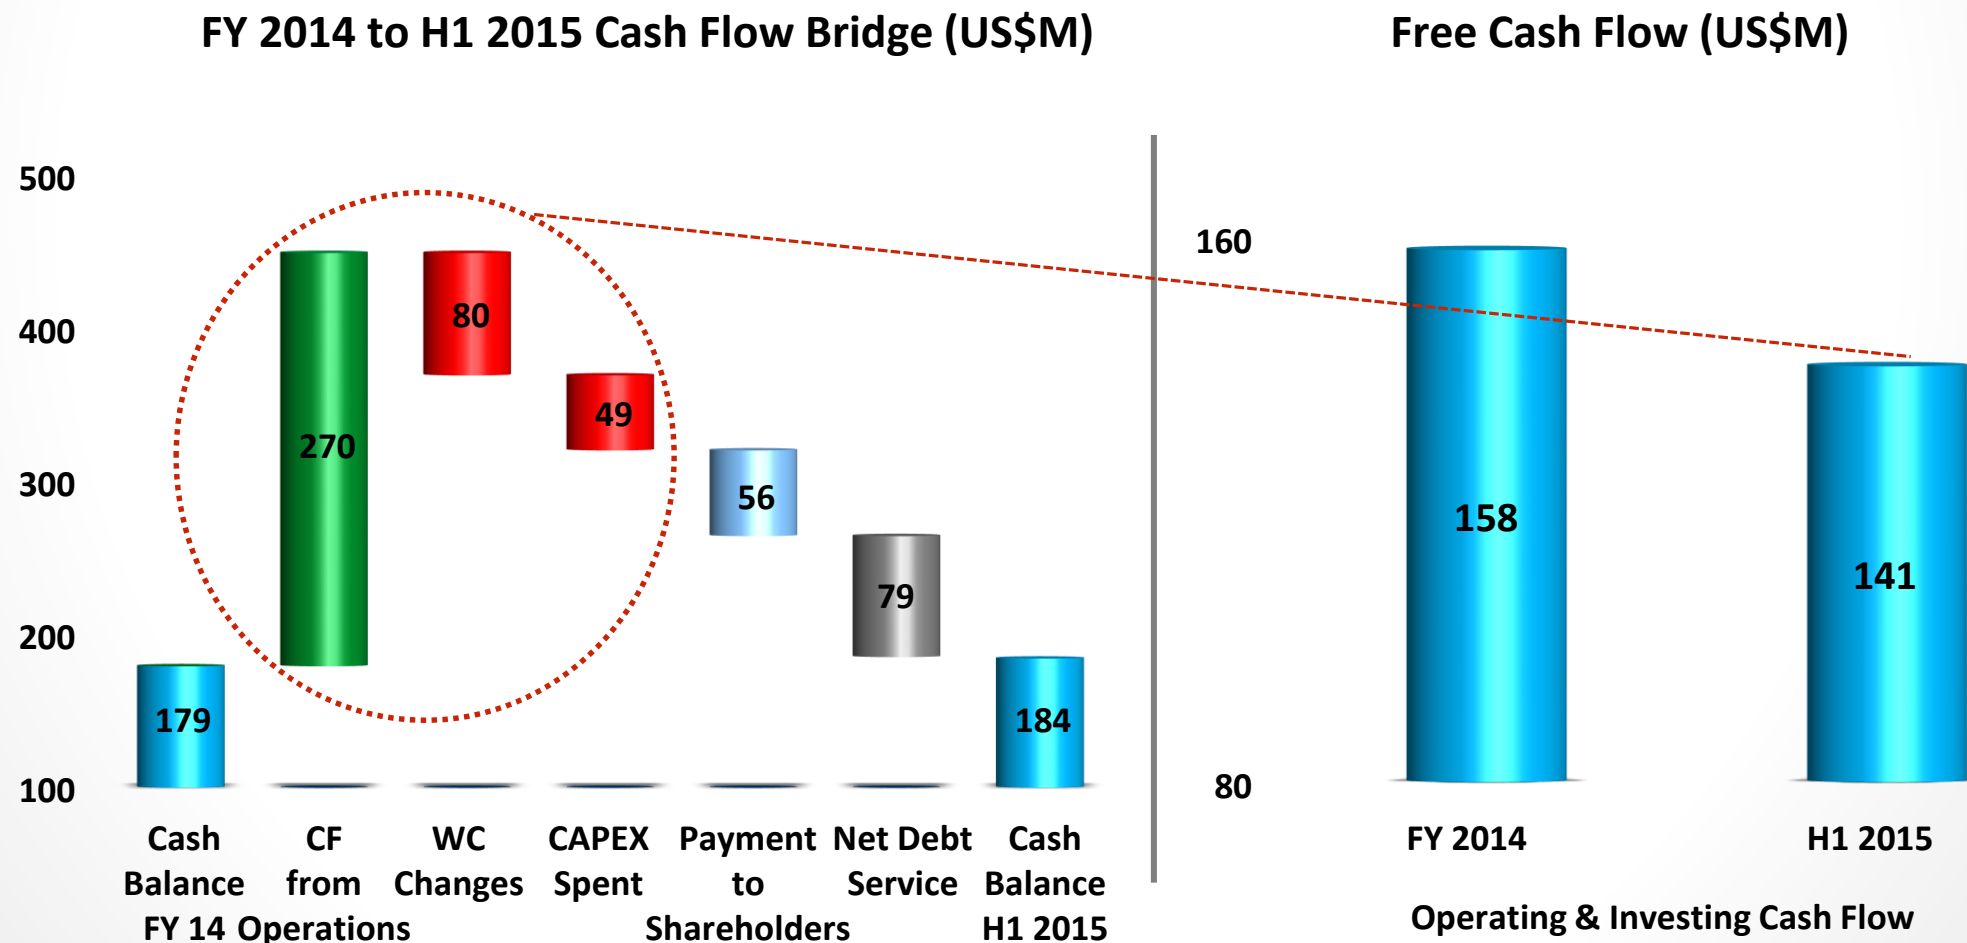 FY 2014 to H1 2015 Cash Flow Bridge (US$M)
500
400
300
200
100
179
270
80
49
56
79
184
Cash
Balance
FY 14
CF
from
Operations
WC
Changes
CAPEX
Spent
Payment
to
Shareholders
Net Debt
Service
Cash
Balance
H1 2015
Free Cash Flow (US$M)
160
80
158
141
FY 2014
H1 2015
Operating & Investing Cash Flow